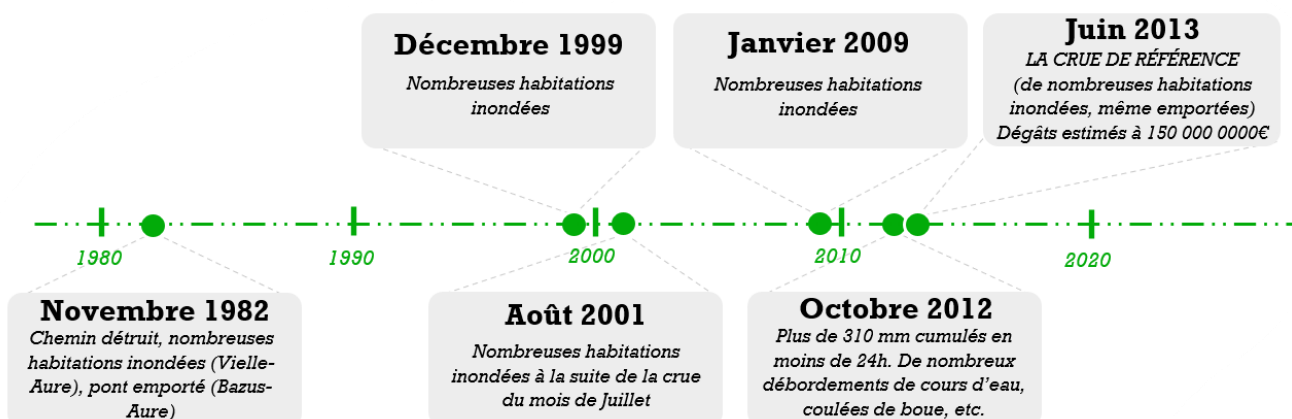 Décembre 1999
Nombreuses habitations
inondées
Janvier 2009
Nombreuses habitations
inondées
Juin 2013
LA CRUE DE RÉFÉRENCE
(de nombreuses habitations
inondées, même emportées)
Dégâts estimés à 150 000 0000€
1980
1990
2000
2010
2020
Novembre 1982
Chemin détruit, nombreuses
habitations inondées (Vielle-
Aure), pont emporté (Bazus-
Aure)
Août 2001
Nombreuses habitations
inondées à la suite de la crue
du mois de Juillet
Octobre 2012
Plus de 310 mm cumulés en
moins de 24h. De nombreux
débordements de cours d'eau,
coulées de boue, etc.